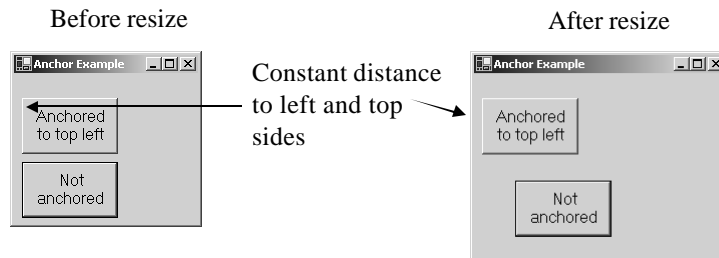 Before resize
After resize
Anchor Example
Anchored
to top left
Not
anchored
Constant distance
to left and top
sides
Anchor Example
Anchored
to top left
Not
anchored